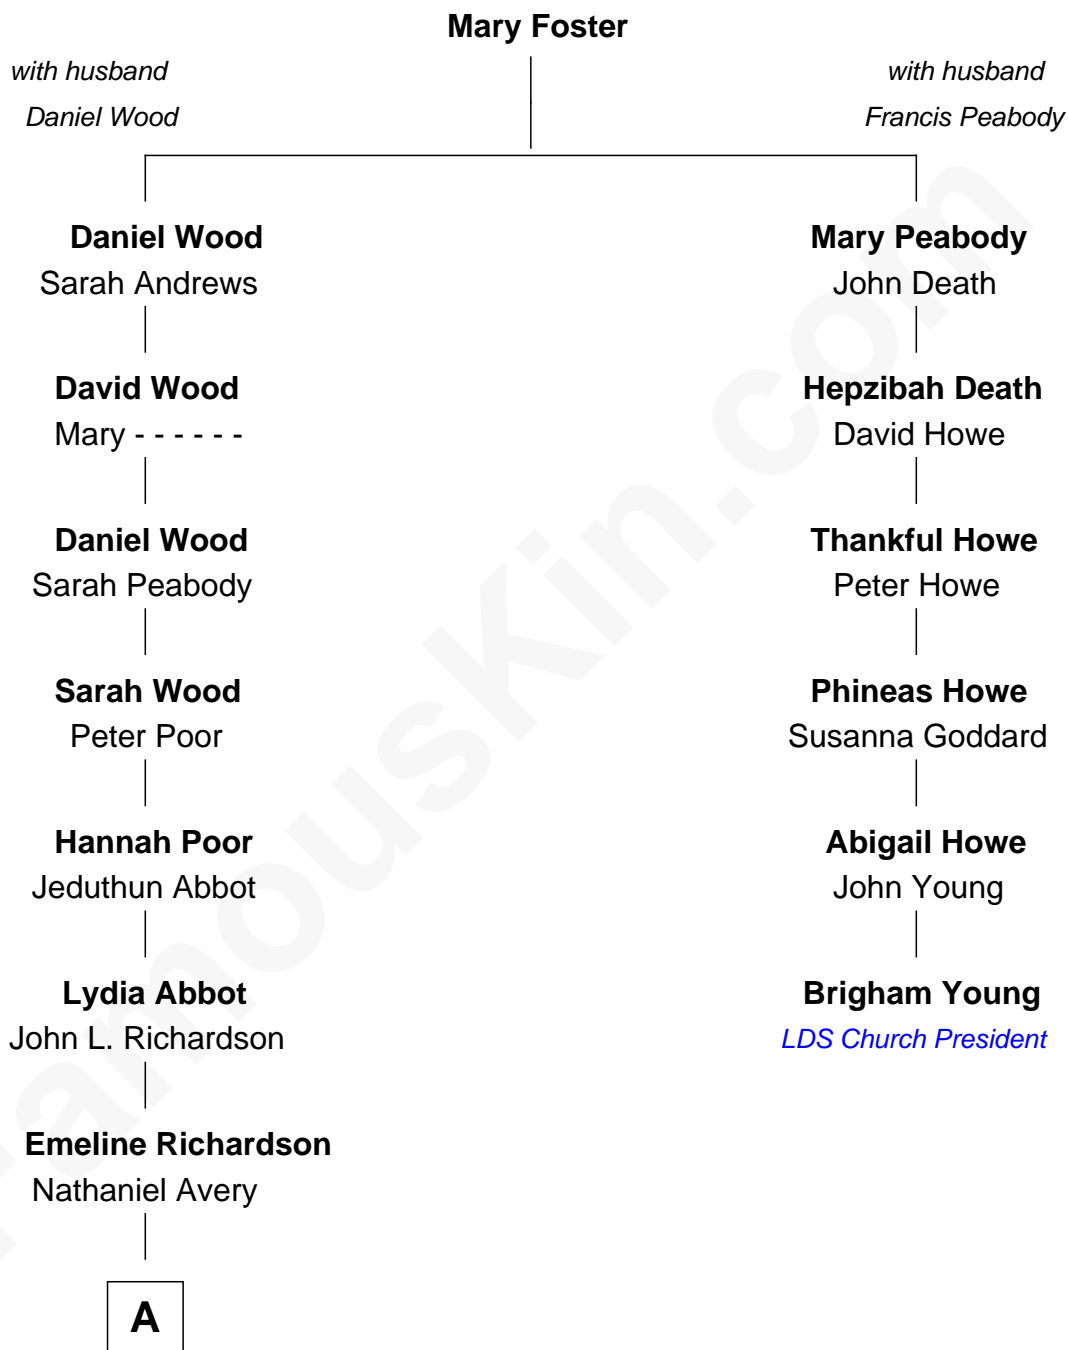 Mary Foster
with husband
Daniel Wood
with husband
Francis Peabody
Daniel Wood
Sarah Andrews
Mary Peabody
John Death
David Wood
Mary - - - - - -
Hepzibah Death
David Howe
Daniel Wood
Sarah Peabody
Thankful Howe
Peter Howe
Sarah Wood
Peter Poor
Phineas Howe
Susanna Goddard
Hannah Poor
Jeduthun Abbot
Abigail Howe
John Young
Lydia Abbot
John L. Richardson
Brigham Young
LDS Church President
Emeline Richardson
Nathaniel Avery
A
FamousKin.com